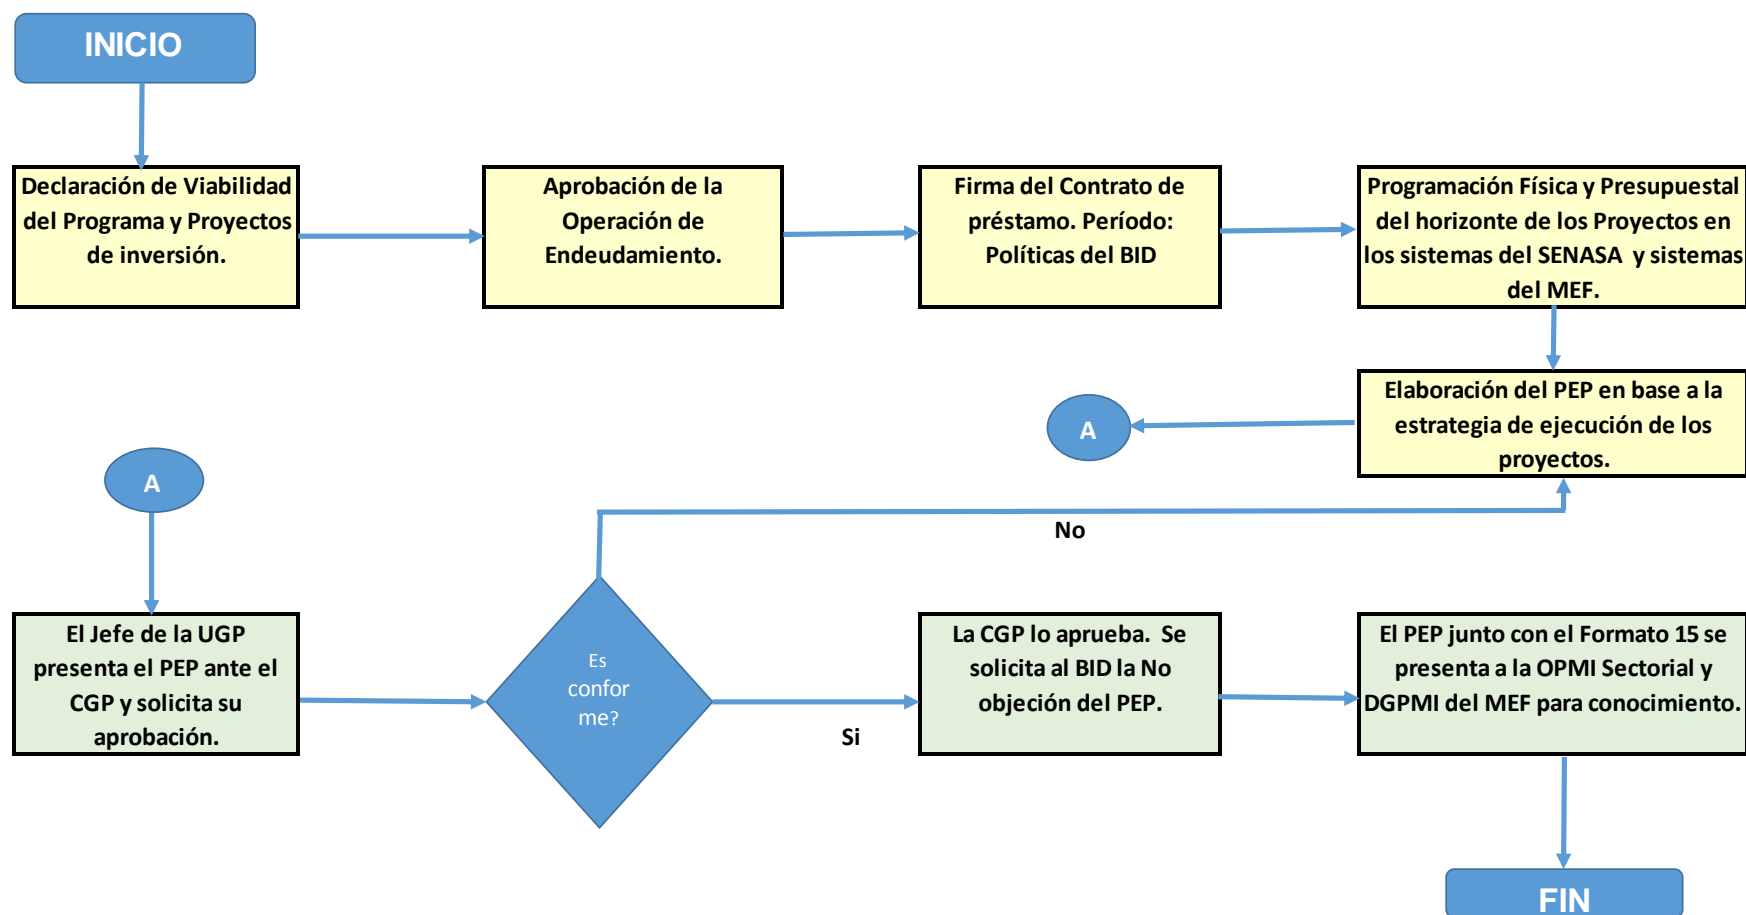 INICIO
Declaración de Viabilidad
del Programa y Proyectos
de inversión.
Aprobación de la
Operación de
Endeudamiento.
Firma del Contrato de
préstamo. Período:
Políticas del BID
Programación Física y Presupuestal
del horizonte de los Proyectos en
los sistemas del SENASA y sistemas
del MEF.
Elaboración del PEP en base a la
estrategia de ejecución de los
proyectos.
A
A
No
El Jefe de la UGP
presenta el PEP ante el
CGP y solicita su
aprobación.
Es
confor
me?
Si
La CGP lo aprueba. Se
solicita al BID la No
objeción del PEP.
El PEP junto con el Formato 15 se
presenta a la OPMI Sectorial y
DGPMI del MEF para conocimiento.
FIN